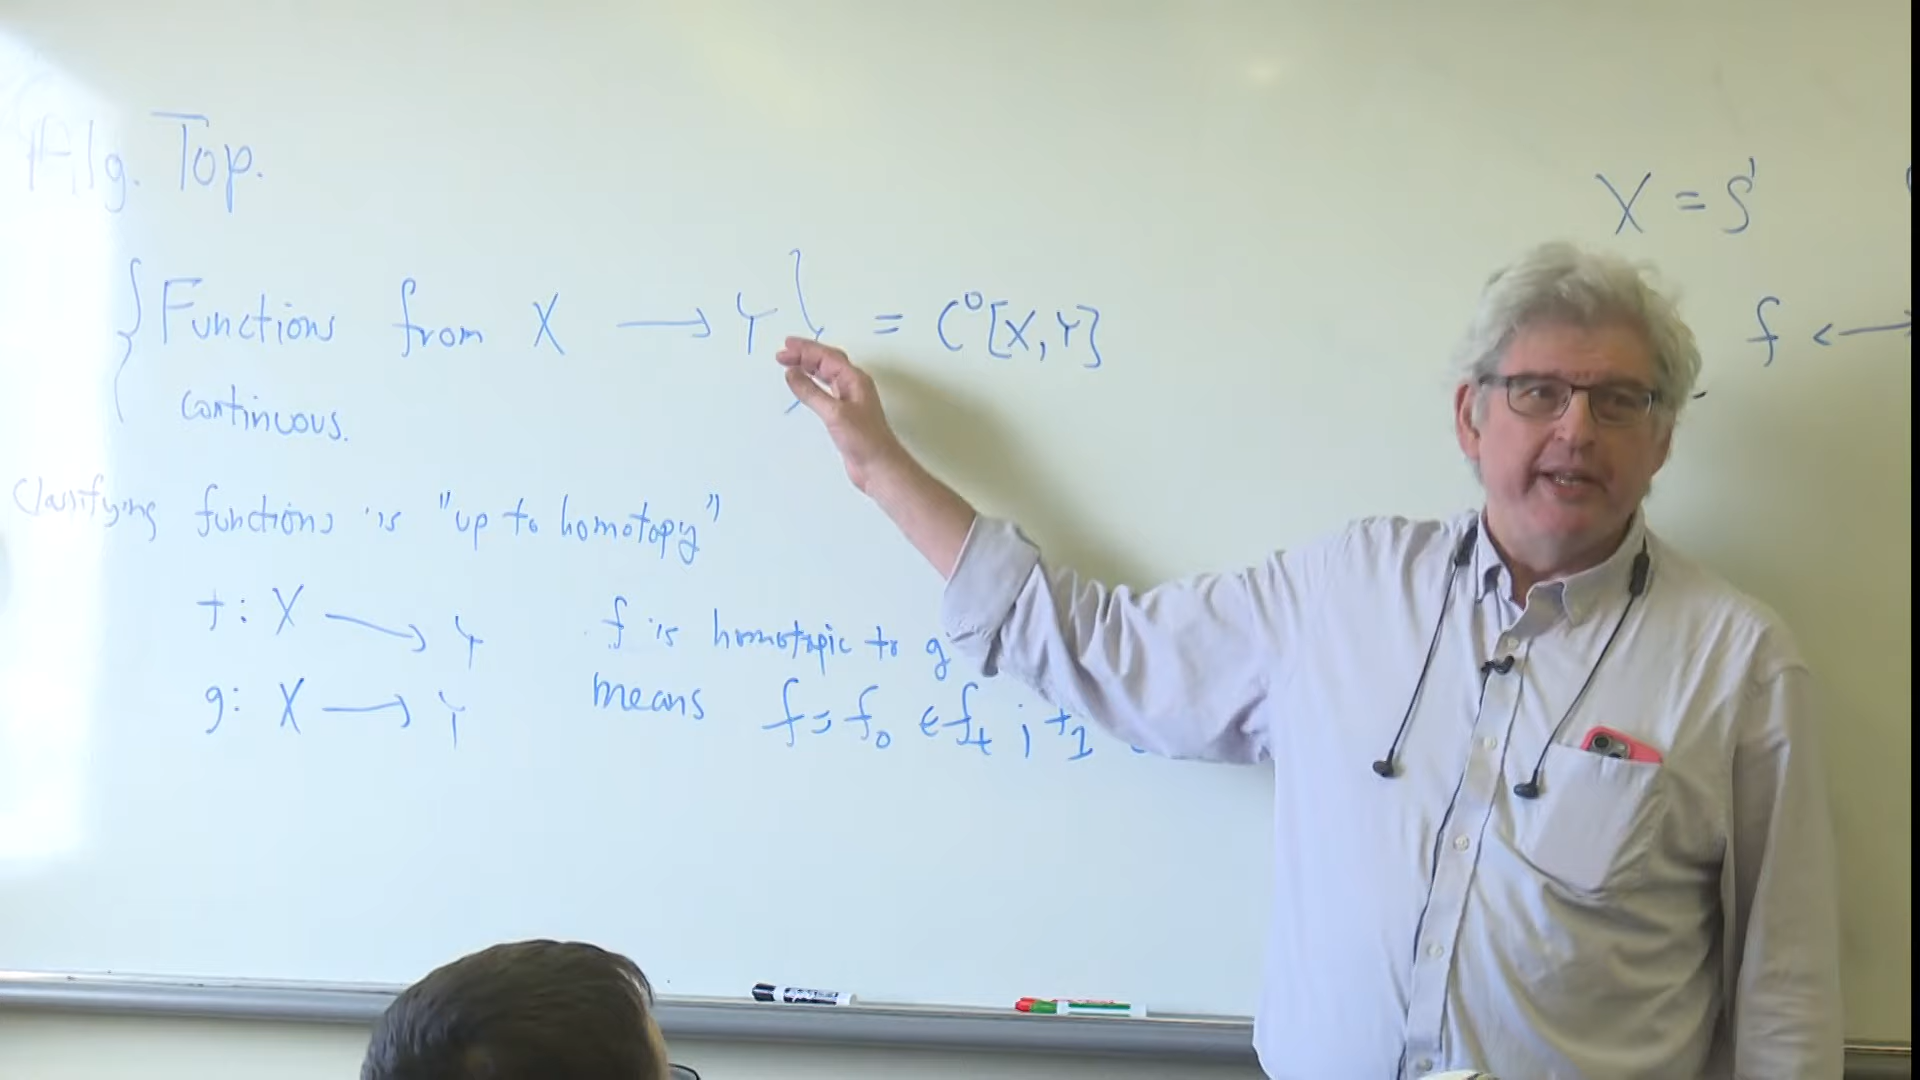 Alg. Top.
{Functions from X → Y} = C⁰[X,Y]
continuous.
Classifying functions is "up to homotopy"
f: X → Y
g: X → Y
f is homotopic to g
means f = f₀
X = S¹
f ←